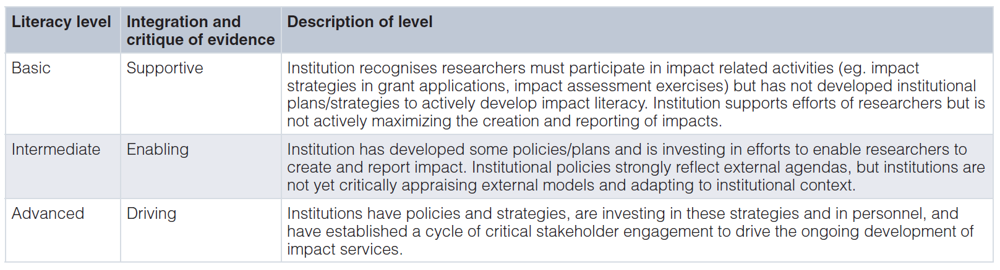 Literacy level
Integration and
critique of evidence
Description of level
Basic
Supportive
Institution recognises researchers must participate in impact related activities (eg. impact
strategies in grant applications, impact assessment exercises) but has not developed institutional
plans/strategies to actively develop impact literacy. Institution supports efforts of researchers but is
not actively maximizing the creation and reporting of impacts.
Intermediate
Enabling
Institution has developed some policies/plans and is investing in efforts to enable researchers to
create and report impact. Institutional policies strongly reflect external agendas, but institutions are
not yet critically appraising external models and adapting to institutional context.
Advanced
Driving
Institutions have policies and strategies, are investing in these strategies and in personnel, and
have established a cycle of critical stakeholder engagement to drive the ongoing development of
impact services.